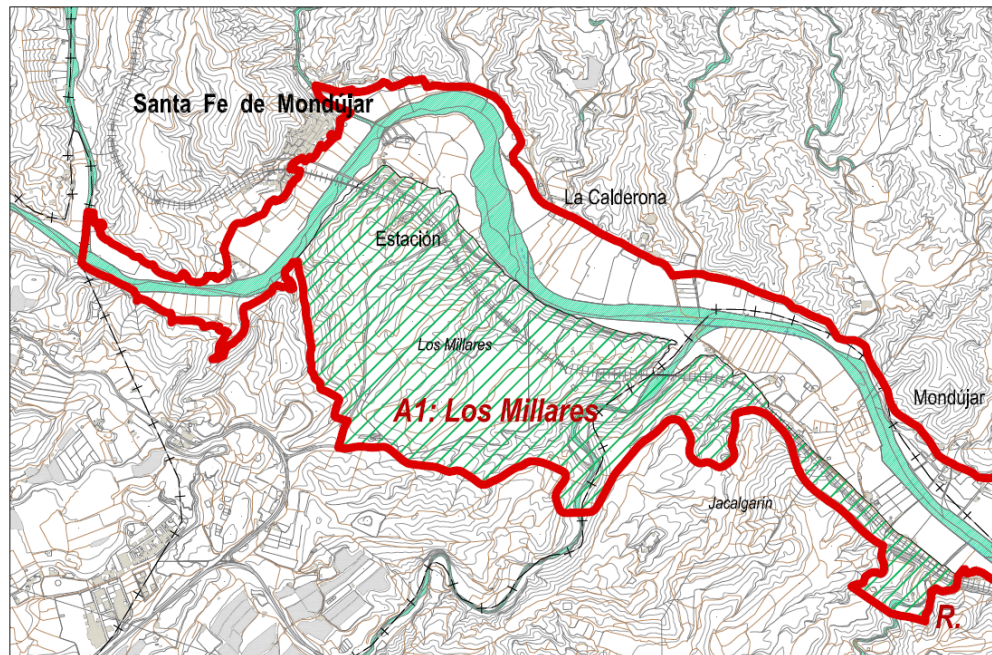 Santa Fe de Mondújar
La Calderona
Estación
Los Millares
A1: Los Millares
Mondújar
Jacalgarín
R.